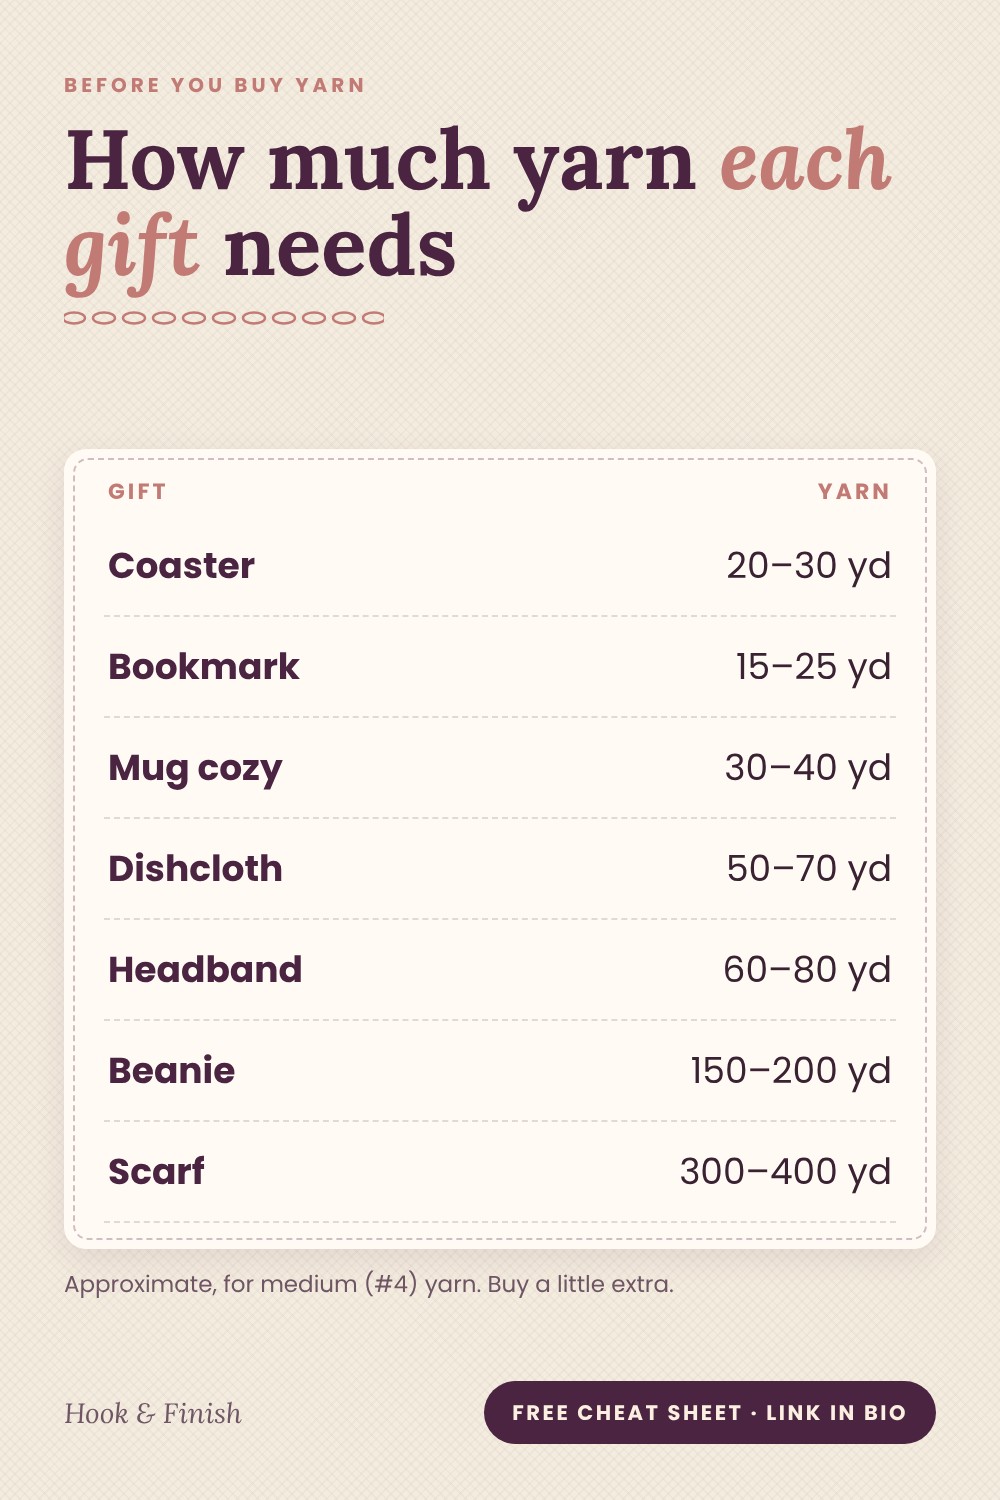 BEFORE YOU BUY YARN
How much yarn each
gift needs
GIFT YARN
Coaster 20–30 yd
Bookmark 15–25 yd
Mug cozy 30–40 yd
Dishcloth 50–70 yd
Headband 60–80 yd
Beanie 150–200 yd
Scarf 300–400 yd
Approximate, for medium (#4) yarn. Buy a little extra.
Hook & Finish
FREE CHEAT SHEET · LINK IN BIO